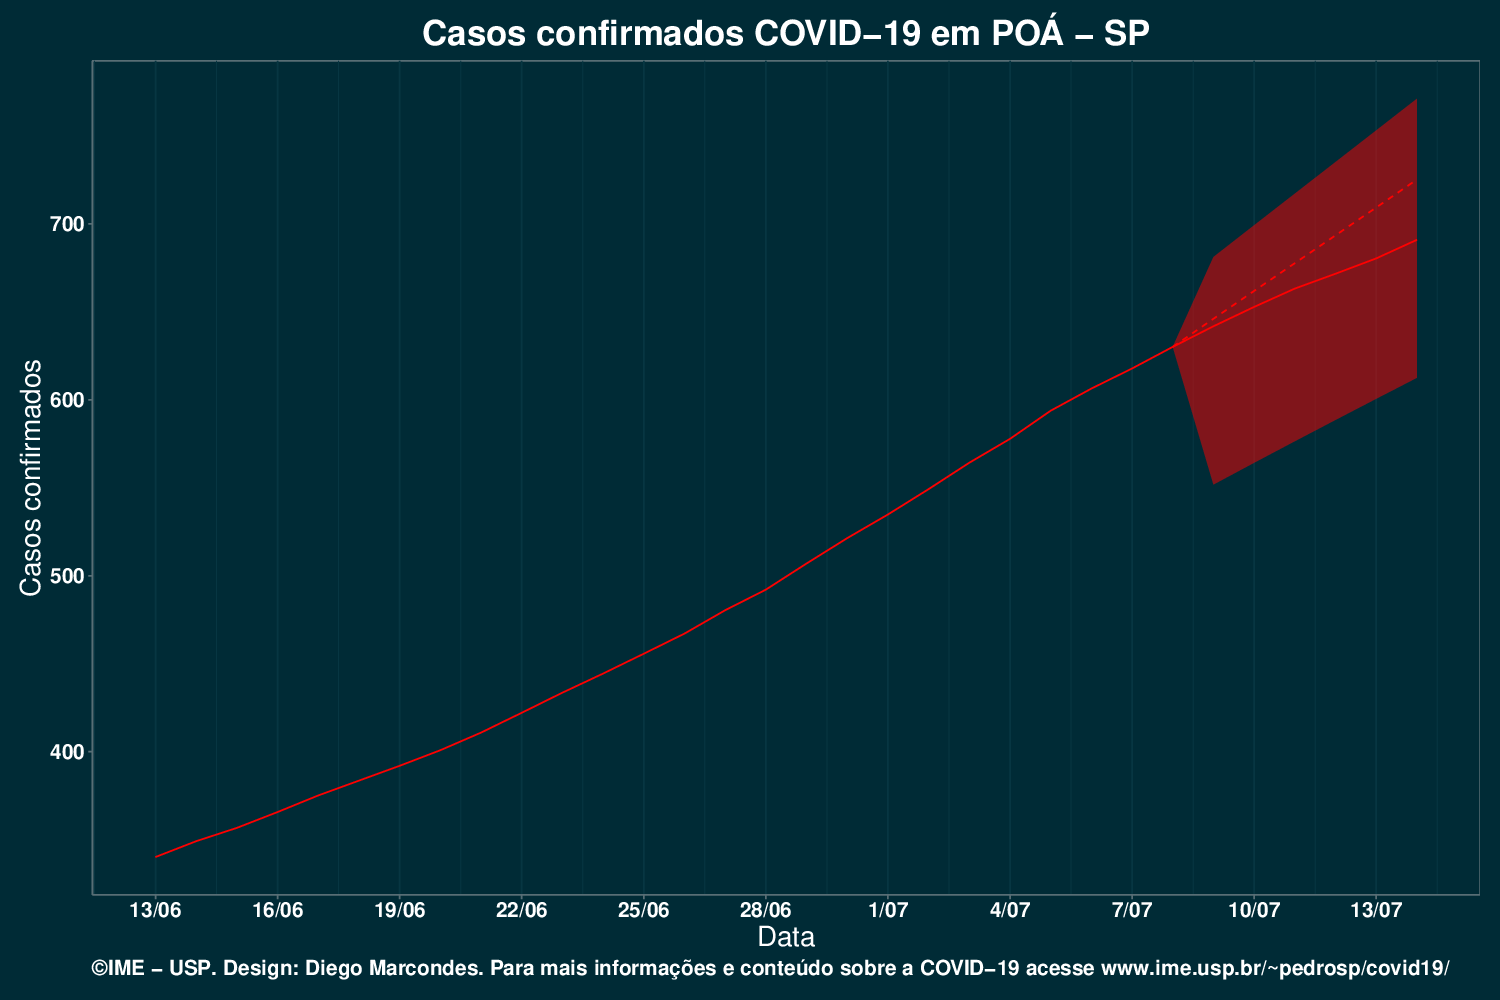 Casos confirmados COVID−19 em POÁ − SP
Casos confirmados
700
600
500
400
13/06 16/06 19/06 22/06 25/06 28/06 1/07 4/07 7/07 10/07 13/07
Data
©IME − USP. Design: Diego Marcondes. Para mais informações e conteúdo sobre a COVID−19 acesse www.ime.usp.br/~pedrosp/covid19/